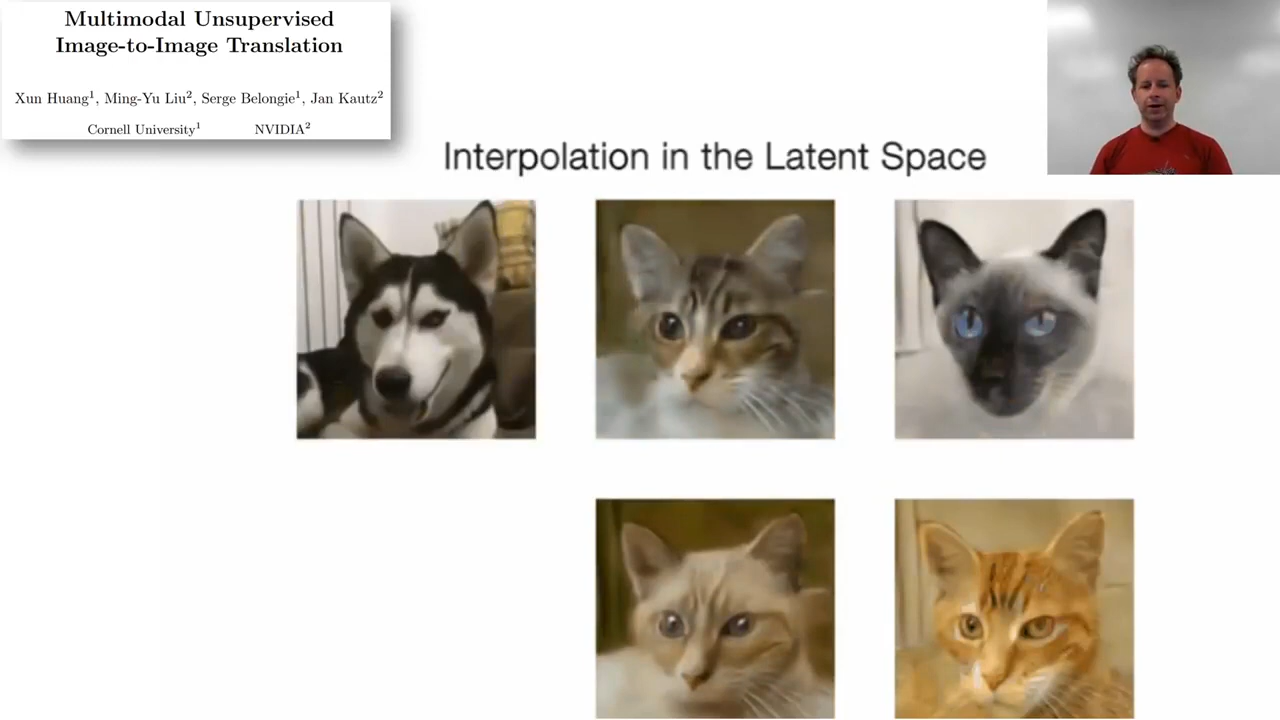 Multimodal Unsupervised
Image-to-Image Translation
Xun Huang¹, Ming-Yu Liu², Serge Belongie¹, Jan Kautz²
Cornell University¹ NVIDIA²
Interpolation in the Latent Space